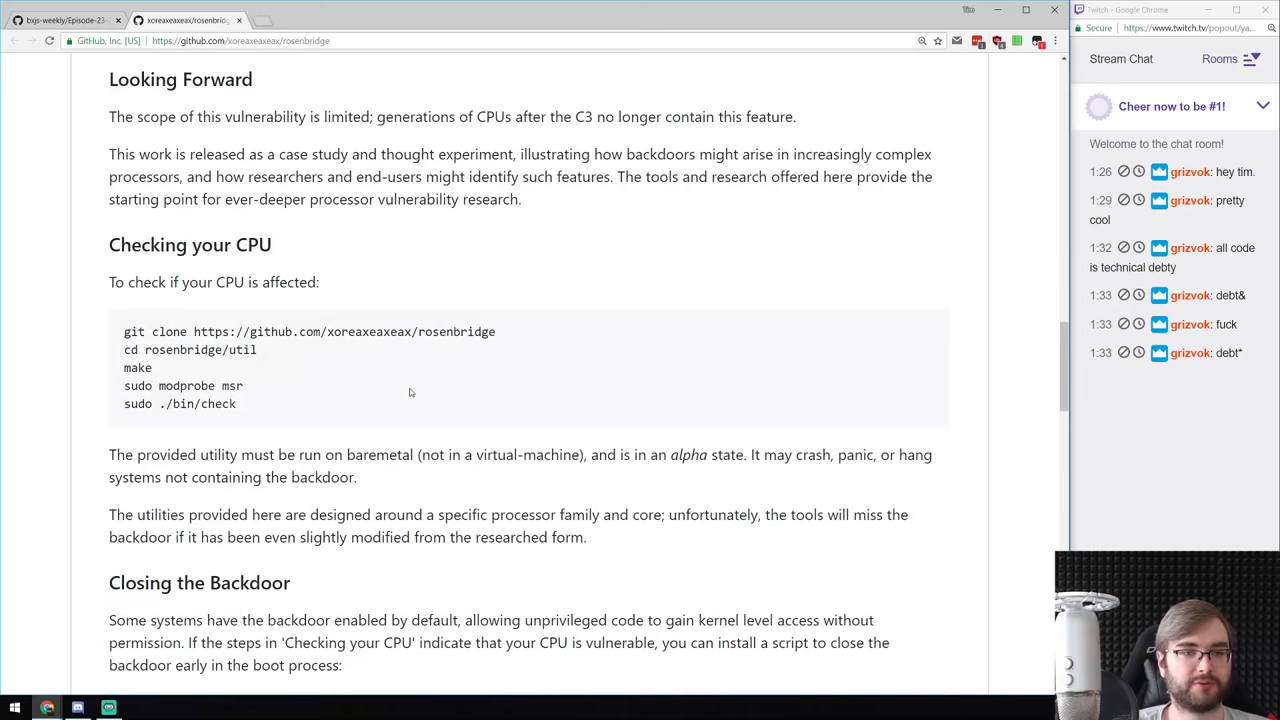 bxjs-weekly/Episode-23-
xoreaxeaxeax/rosenbridg
Tim
GitHub, Inc. [US]
https://github.com/xoreaxeaxeax/rosenbridge
Looking Forward
The scope of this vulnerability is limited; generations of CPUs after the C3 no longer contain this feature.
This work is released as a case study and thought experiment, illustrating how backdoors might arise in increasingly complex
processors, and how researchers and end-users might identify such features. The tools and research offered here provide the
starting point for ever-deeper processor vulnerability research.
Checking your CPU
To check if your CPU is affected:
git clone https://github.com/xoreaxeaxeax/rosenbridge
cd rosenbridge/util
make
sudo modprobe msr
sudo ./bin/check
The provided utility must be run on baremetal (not in a virtual-machine), and is in an alpha state. It may crash, panic, or hang
systems not containing the backdoor.
The utilities provided here are designed around a specific processor family and core; unfortunately, the tools will miss the
backdoor if it has been even slightly modified from the researched form.
Closing the Backdoor
Some systems have the backdoor enabled by default, allowing unprivileged code to gain kernel level access without
permission. If the steps in 'Checking your CPU' indicate that your CPU is vulnerable, you can install a script to close the
backdoor early in the boot process:
Twitch - Google Chrome
Secure
https://www.twitch.tv/popout/ya...
Stream Chat
Rooms
Cheer now to be #1!
Welcome to the chat room!
1:26 grizvok: hey tim.
1:29 grizvok: pretty
cool
1:32 grizvok: all code
is technical debty
1:33 grizvok: debt&
1:33 grizvok: fuck
1:33 grizvok: debt*